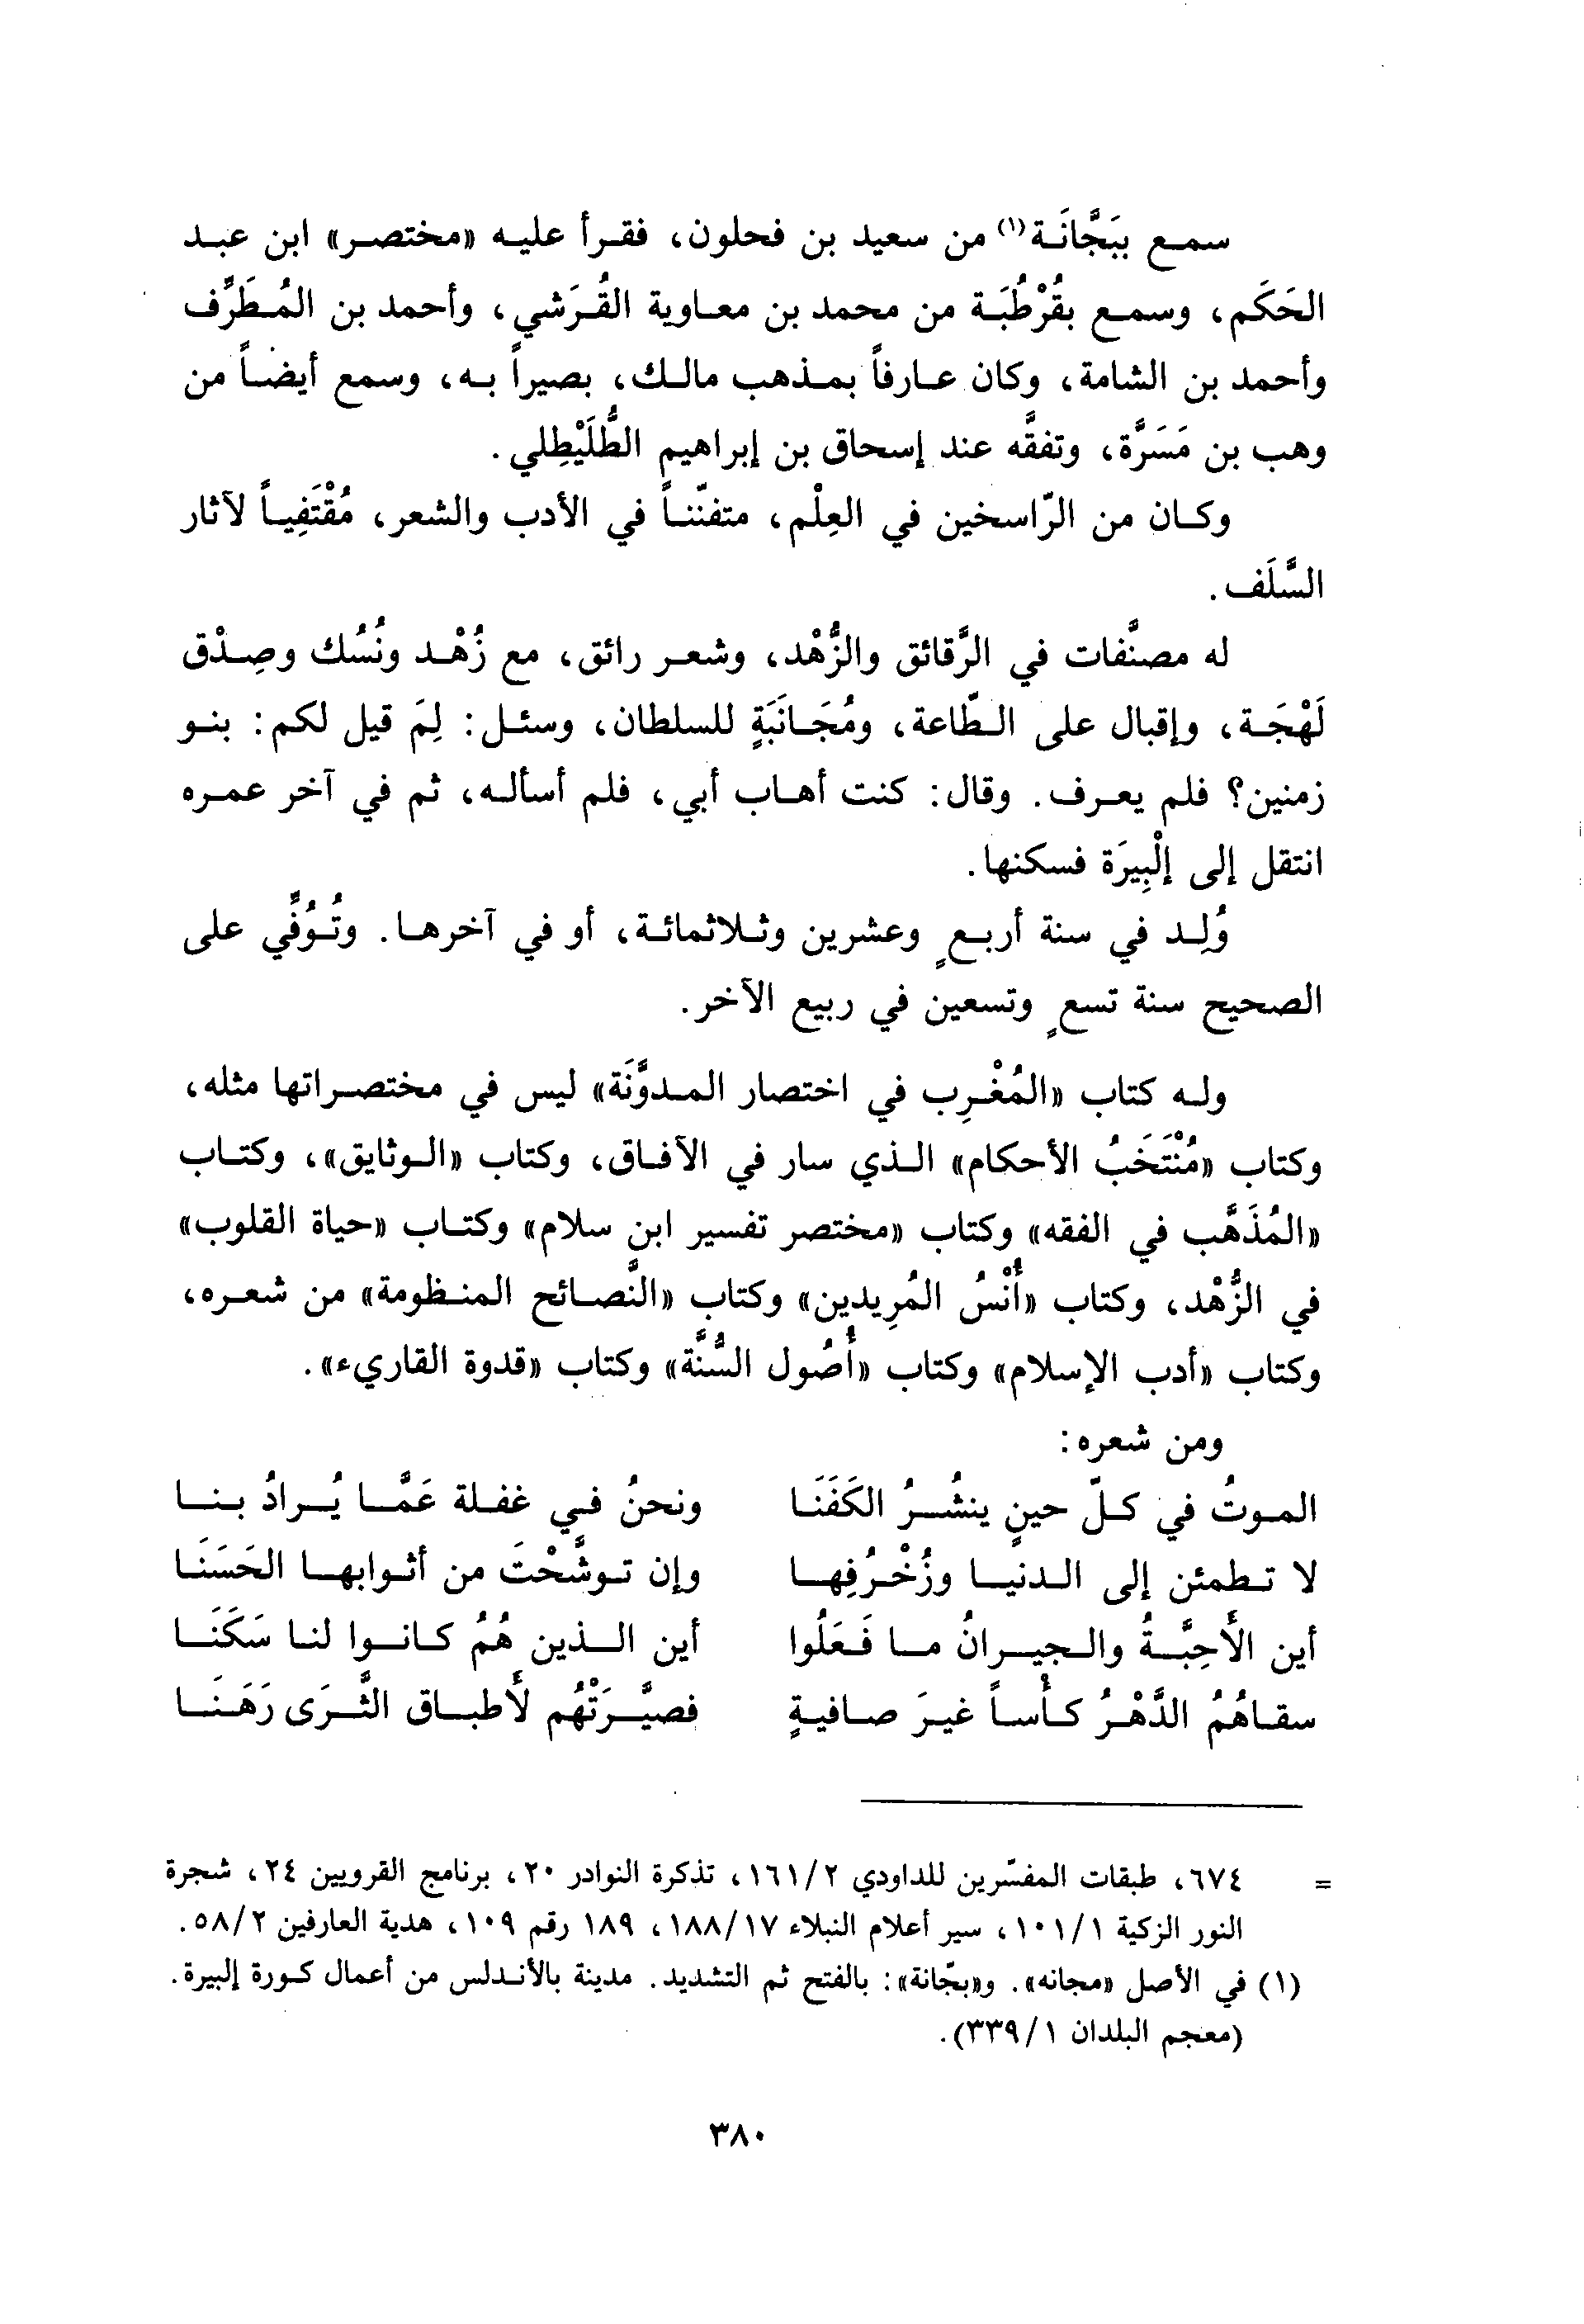 سمع ببَجَّانَة(١) من سعيد بن فحلون، فقرأ عليه «مختصر» ابن عبد
الحَكَم، وسمع بقُرْطُبَة من محمد بن معاوية القُرَشي، وأحمد بن المُطَرِّف
وأحمد بن الشامة، وكان عارفاً بمذهب مالك، بصيراً به، وسمع أيضاً من
وهب بن مَسَرَّة، وتفقَّه عند إسحاق بن إبراهيم الطُّلَيْطِلي.
وكان من الرّاسخين في العِلْم، متفنّناً في الأدب والشعر، مُقْتَفِياً لآثار
السَّلَف.
له مصنَّفات في الرَّقائق والزُّهْد، وشعر رائق، مع زُهْد ونُسُك وصِدْق
لَهْجَة، وإقبال على الطّاعة، ومُجَانَبَةٍ للسلطان، وسئل: لِمَ قيل لكم: بنو
زمنين؟ فلم يعرف. وقال: كنت أهاب أبي، فلم أسأله، ثم في آخر عمره
انتقل إلى إلْبِيرَة فسكنها.
وُلِد في سنة أربعٍ وعشرين وثلاثمائة، أو في آخرها. وتُوُفِّي على
الصحيح سنة تسعٍ وتسعين في ربيع الآخر.
وله كتاب «المُغْرِب في اختصار المدوَّنَة» ليس في مختصراتها مثله،
وكتاب «مُنْتَخَبُ الأحكام» الذي سار في الآفاق، وكتاب «الوثايق»، وكتاب
«المُذَهَّب في الفقه» وكتاب «مختصر تفسير ابن سلام» وكتاب «حياة القلوب»
في الزُّهْد، وكتاب «أُنْسُ المُرِيدين» وكتاب «النَّصائح المنظومة» من شعره،
وكتاب «أدب الإسلام» وكتاب «أُصُول السُّنَّة» وكتاب «قدوة القاريء».
ومن شعره:
الموتُ في كلّ حينٍ ينشُرُ الكَفَنَا ونحنُ في غفلة عَمَّا يُرادُ بنا
لا تطمئن إلى الدنيا وزُخْرُفِها وإن توشَّحْتَ من أثوابها الحَسَنَا
أين الأَحِبَّةُ والجيرانُ ما فَعَلُوا أين الذين هُمُ كانوا لنا سَكَنَا
سقاهُمُ الدَّهْرُ كأْساً غيرَ صافيةٍ فصيَّرَتْهُم لأَطباق الثَّرَى رَهَنَا
= ٦٧٤، طبقات المفسّرين للداودي ١٦١/٢، تذكرة النوادر ٢٠، برنامج القرويين ٢٤، شجرة
النور الزكية ١٠١/١، سير أعلام النبلاء ١٨٨/١٧، ١٨٩ رقم ١٠٩، هدية العارفين ٥٨/٢.
(١) في الأصل «مجانه». و«بجّانة»: بالفتح ثم التشديد. مدينة بالأندلس من أعمال كورة إلبيرة.
(معجم البلدان ٣٣٩/١).
٣٨٠